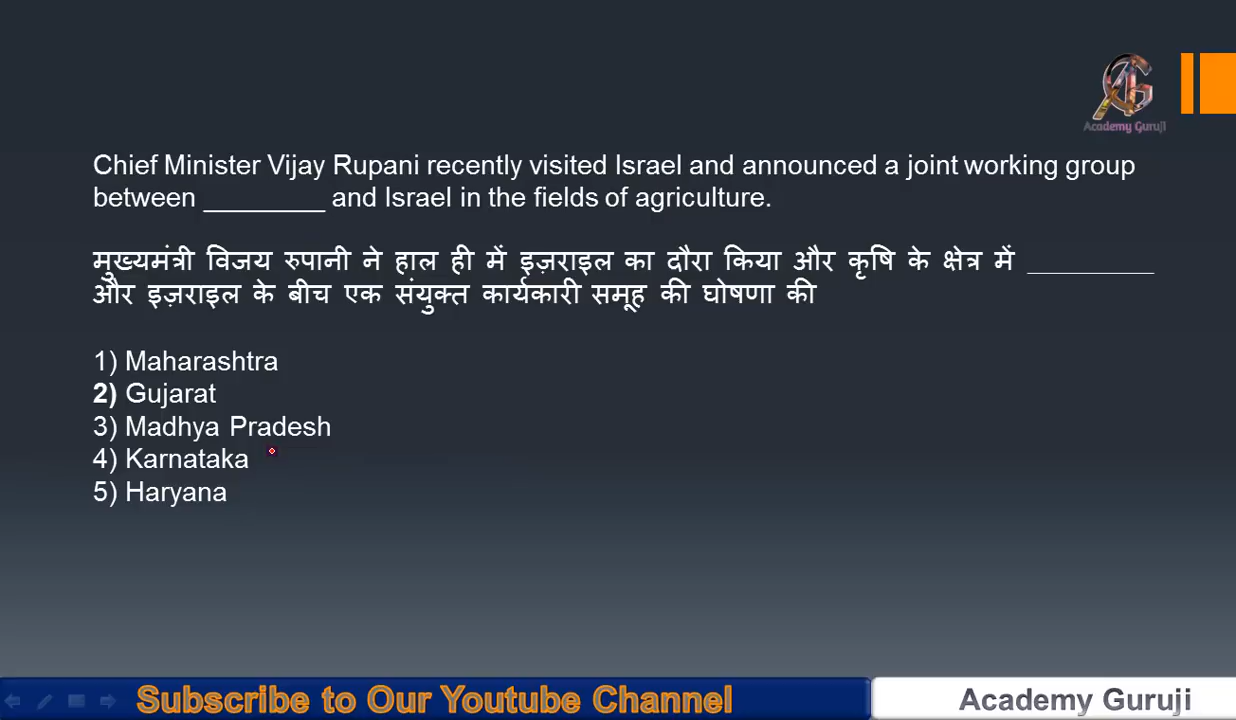 Academy Guruji
Chief Minister Vijay Rupani recently visited Israel and announced a joint working group
between ________ and Israel in the fields of agriculture.
मुख्यमंत्री विजय रुपानी ने हाल ही में इज़राइल का दौरा किया और कृषि के क्षेत्र में _________
और इज़राइल के बीच एक संयुक्त कार्यकारी समूह की घोषणा की
1) Maharashtra
2) Gujarat
3) Madhya Pradesh
4) Karnataka
5) Haryana
Subscribe to Our Youtube Channel
Academy Guruji